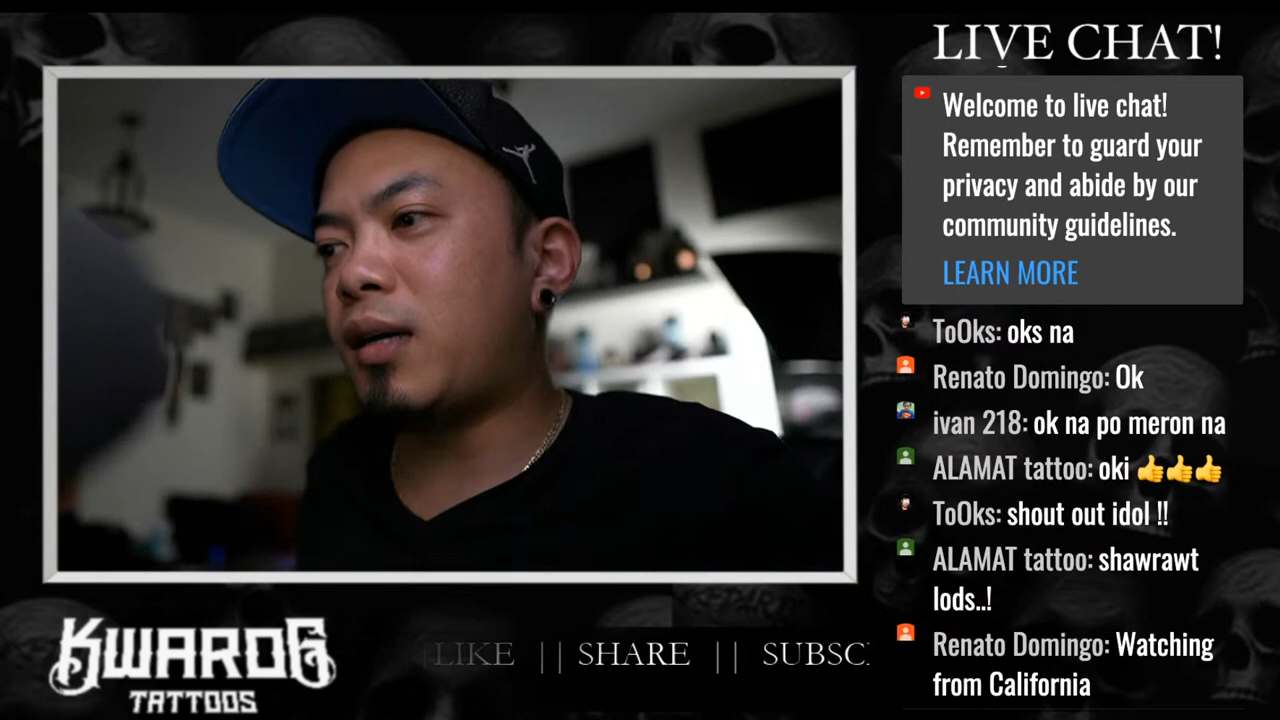 LIVE CHAT!
Welcome to live chat!
Remember to guard your
privacy and abide by our
community guidelines.
LEARN MORE
ToOks: oks na
Renato Domingo: Ok
ivan 218: ok na po meron na
ALAMAT tattoo: oki 👍👍👍
ToOks: shout out idol !!
ALAMAT tattoo: shawrawt
lods..!
Renato Domingo: Watching
from California
KWAROG
TATTOOS
LIKE || SHARE || SUBSC